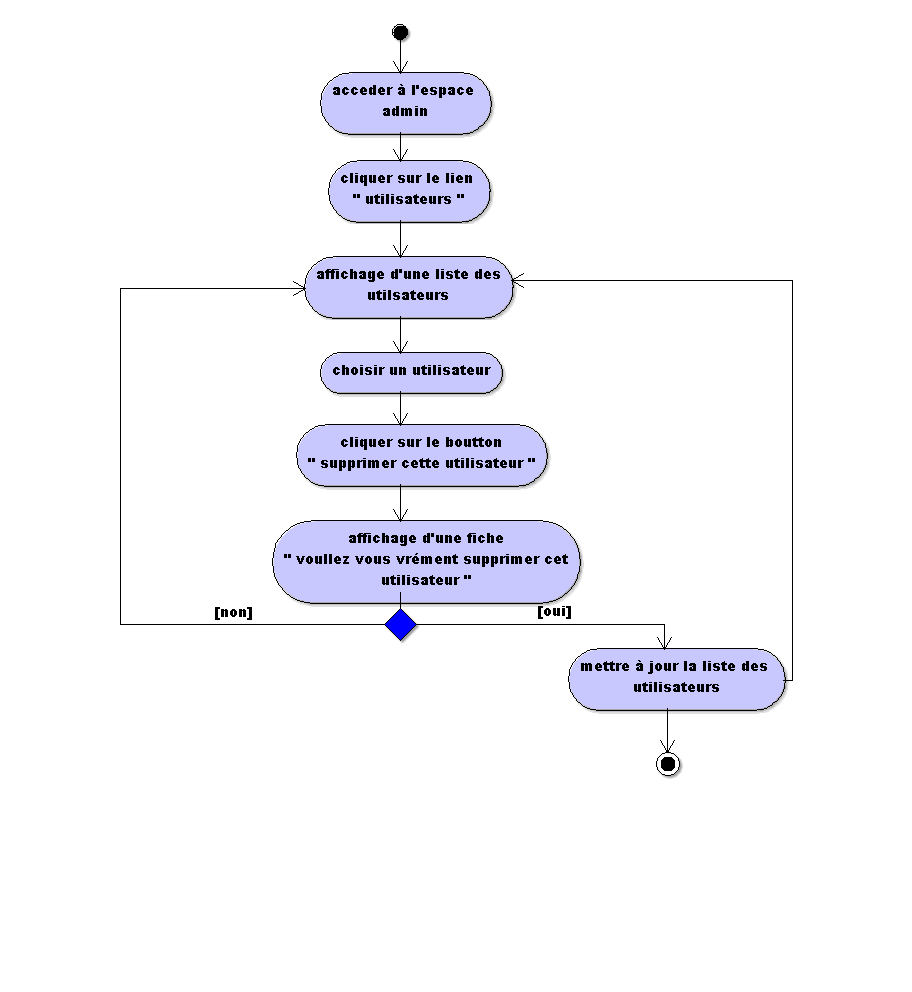 acceder à l'espace
admin
cliquer sur le lien
" utilisateurs "
affichage d'une liste des
utilsateurs
choisir un utilisateur
cliquer sur le boutton
" supprimer cette utilisateur "
affichage d'une fiche
" voullez vous vrément supprimer cet
utilisateur "
[non]
[oui]
mettre à jour la liste des
utilisateurs